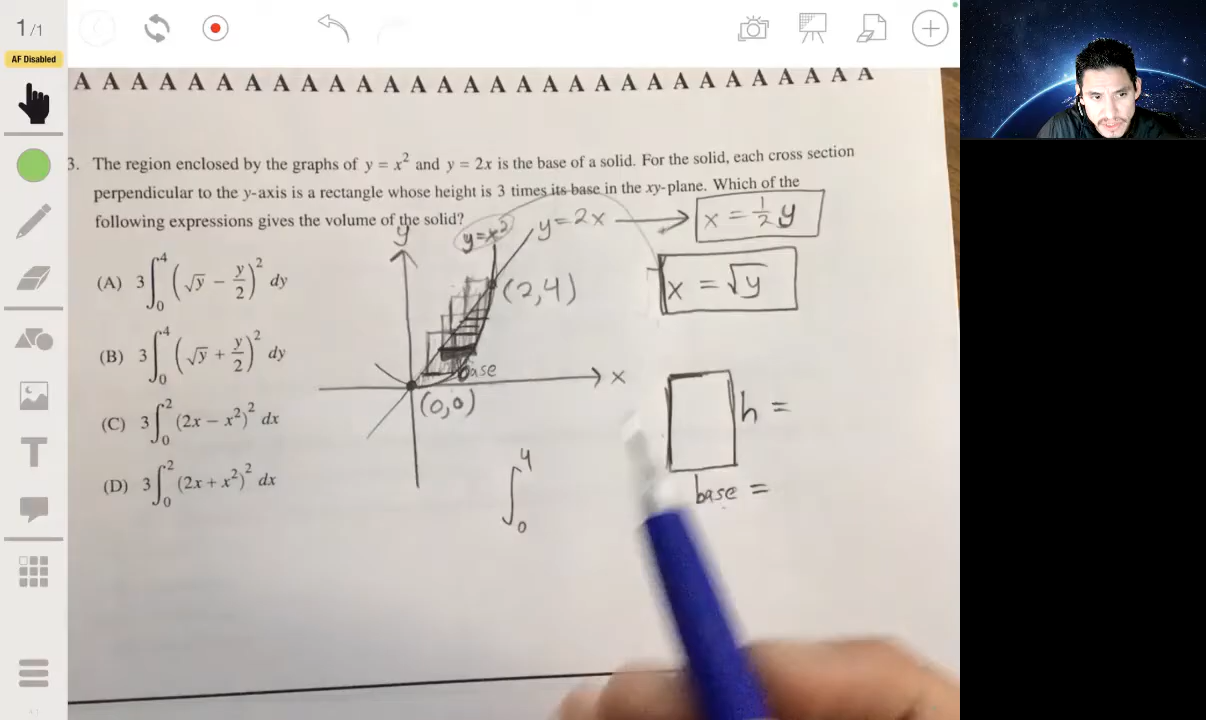 1/1
AF Disabled
A A A A A A A A A A A A A A A A A A A A A A A A A A A A A
3. The region enclosed by the graphs of y = x² and y = 2x is the base of a solid. For the solid, each cross section
perpendicular to the y-axis is a rectangle whose height is 3 times its base in the xy-plane. Which of the
following expressions gives the volume of the solid?
(A) 3∫₀⁴ (√y − y/2)² dy
(B) 3∫₀⁴ (√y + y/2)² dy
(C) 3∫₀² (2x − x²)² dx
(D) 3∫₀² (2x + x²)² dx
y
y=x²
y=2x
x = 1/2 y
x = √y
(2,4)
base
x
(0,0)
h =
base =
∫₀⁴
T